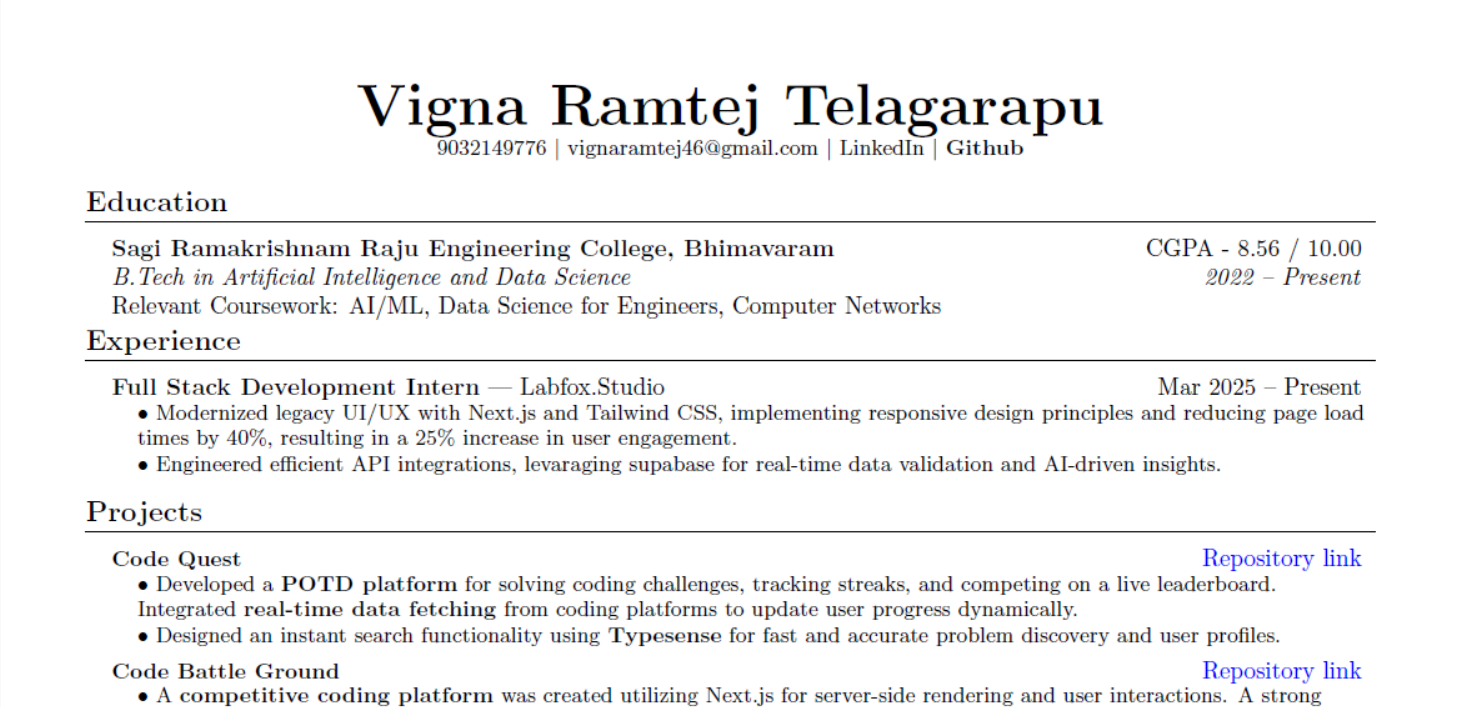 Vigna Ramtej Telagarapu
9032149776 | vignaramtej46@gmail.com | LinkedIn | Github
Education
Sagi Ramakrishnam Raju Engineering College, Bhimavaram CGPA - 8.56 / 10.00
B.Tech in Artificial Intelligence and Data Science 2022 – Present
Relevant Coursework: AI/ML, Data Science for Engineers, Computer Networks
Experience
Full Stack Development Intern — Labfox.Studio Mar 2025 – Present
• Modernized legacy UI/UX with Next.js and Tailwind CSS, implementing responsive design principles and reducing page load
times by 40%, resulting in a 25% increase in user engagement.
• Engineered efficient API integrations, levaraging supabase for real-time data validation and AI-driven insights.
Projects
Code Quest Repository link
• Developed a POTD platform for solving coding challenges, tracking streaks, and competing on a live leaderboard.
Integrated real-time data fetching from coding platforms to update user progress dynamically.
• Designed an instant search functionality using Typesense for fast and accurate problem discovery and user profiles.
Code Battle Ground Repository link
• A competitive coding platform was created utilizing Next.js for server-side rendering and user interactions. A strong